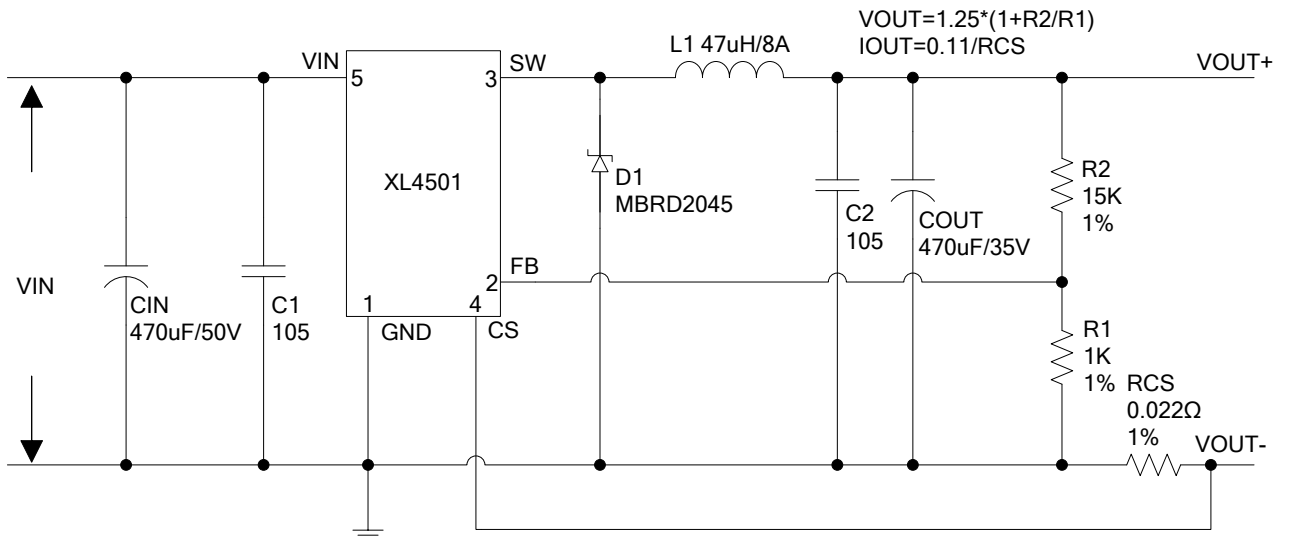 VOUT=1.25*(1+R2/R1)
IOUT=0.11/RCS
L1 47uH/8A
VIN
SW
VOUT+
5
3
XL4501
D1
MBRD2045
R2
15K
1%
C2
105
COUT
470uF/35V
FB
2
VIN
CIN
470uF/50V
C1
105
1
4
GND
CS
R1
1K
1%
RCS
0.022Ω
1%
VOUT-